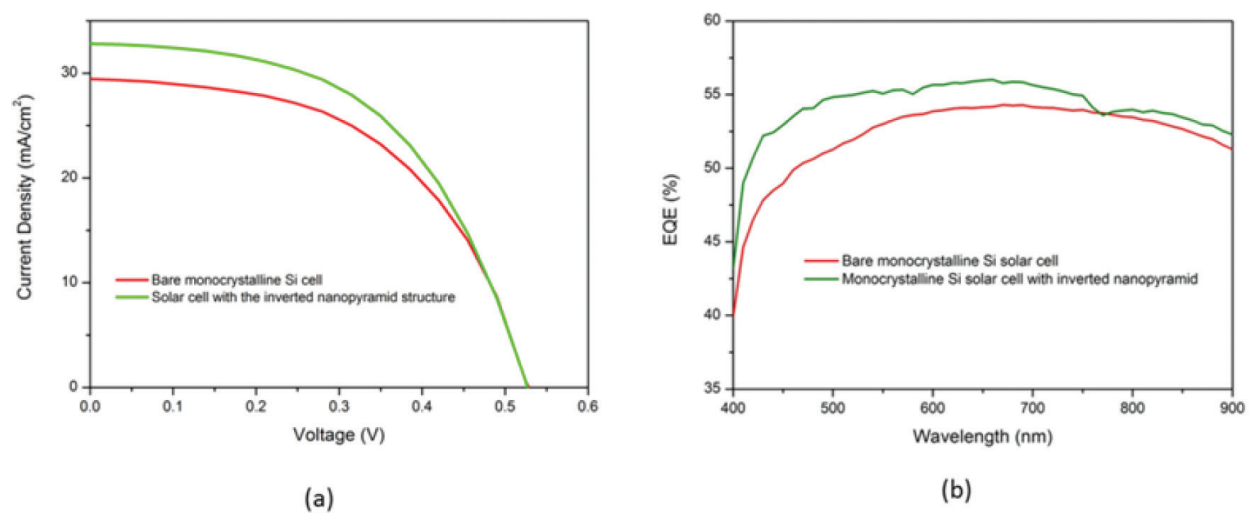 30
20
10
0
0.0 0.1 0.2 0.3 0.4 0.5 0.6
Current Density (mA/cm²)
Voltage (V)
Bare monocrystalline Si cell
Solar cell with the inverted nanopyramid structure
(a)
60
55
50
45
40
35
400 500 600 700 800 900
EQE (%)
Wavelength (nm)
Bare monocrystalline Si solar cell
Monocrystalline Si solar cell with inverted nanopyramid
(b)